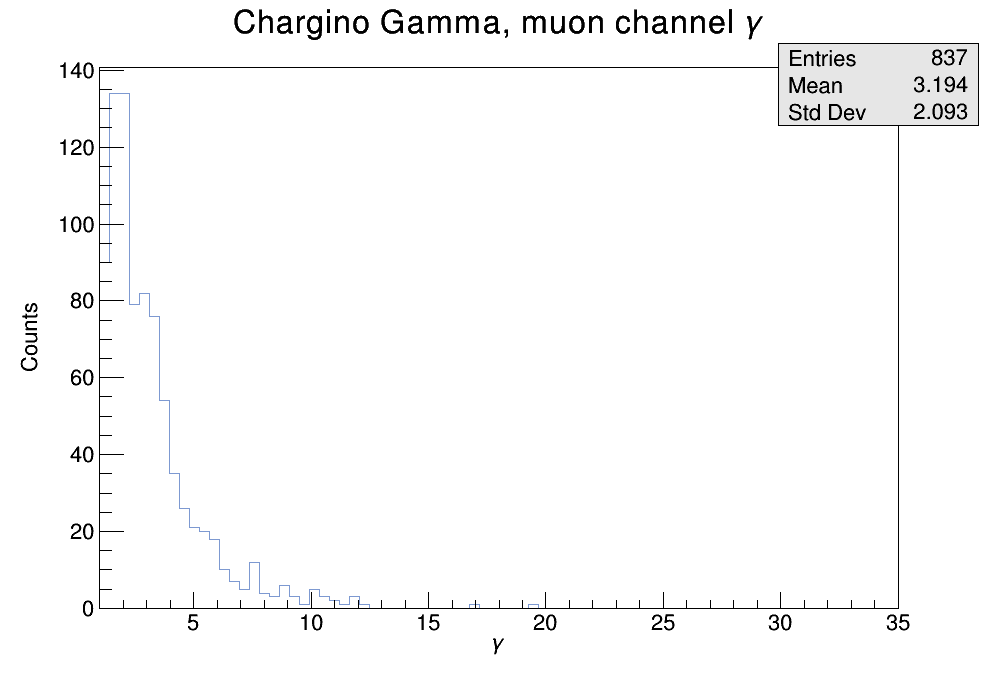 Chargino Gamma, muon channel γ
Entries 837
Mean 3.194
Std Dev 2.093
140
120
100
80
60
40
20
0
Counts
5 10 15 20 25 30 35
γ